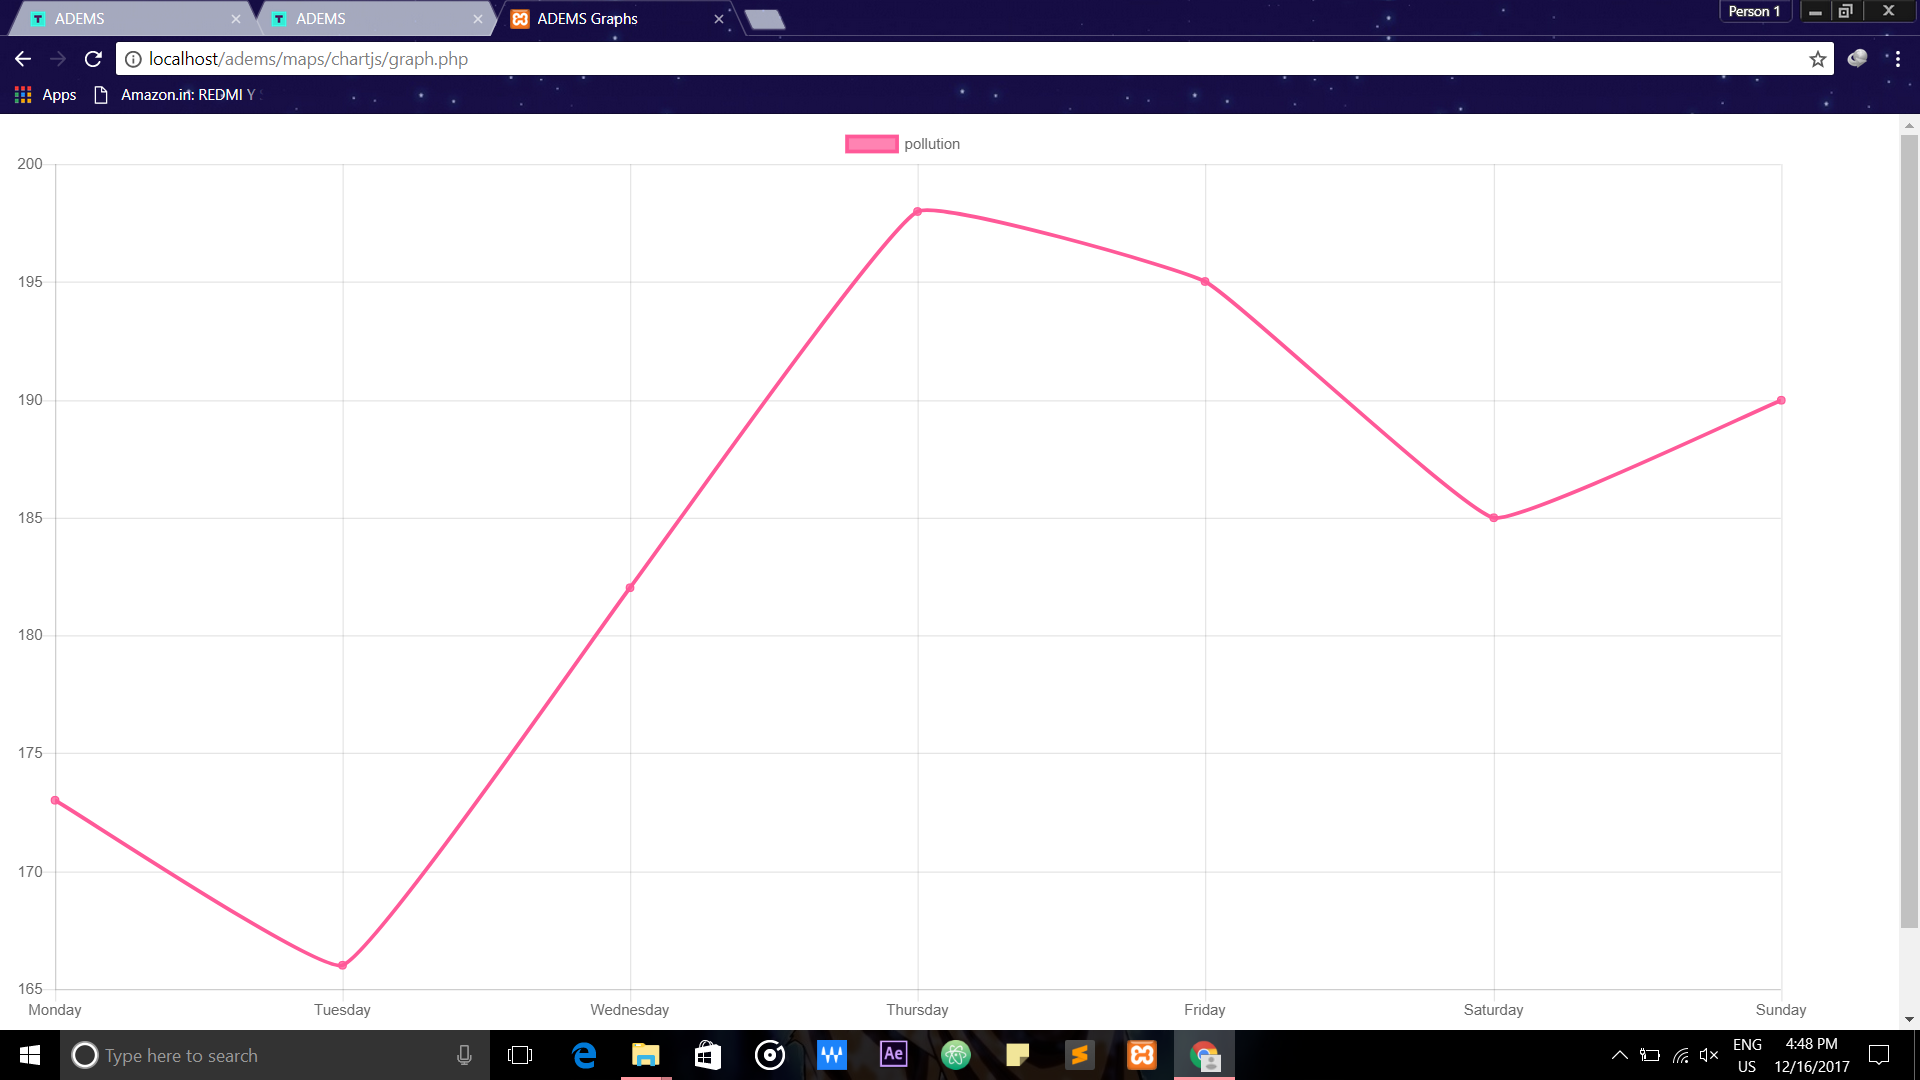 ADEMS
ADEMS
ADEMS Graphs
Person 1
localhost/adems/maps/chartjs/graph.php
Apps
Amazon.in: REDMI Y
pollution
200
195
190
185
180
175
170
165
Monday Tuesday Wednesday Thursday Friday Saturday Sunday
Type here to search
Ae
ENG
US
4:48 PM
12/16/2017